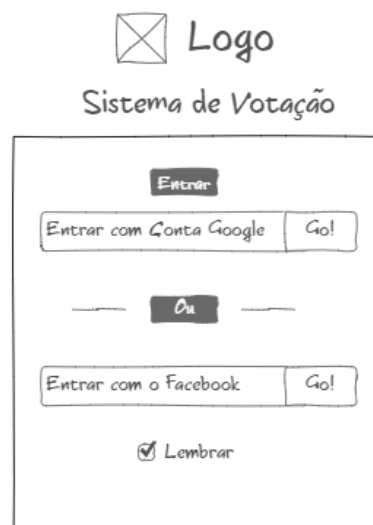 Logo
Sistema de Votação
Entrar
Entrar com Conta Google Go!
Ou
Entrar com o Facebook Go!
Lembrar